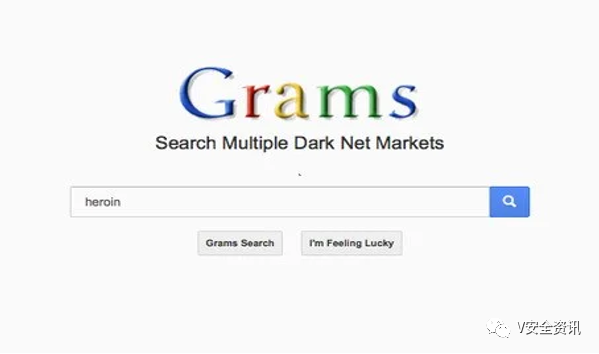 Grams
Search Multiple Dark Net Markets
heroin
Grams Search
I'm Feeling Lucky
V安全资讯